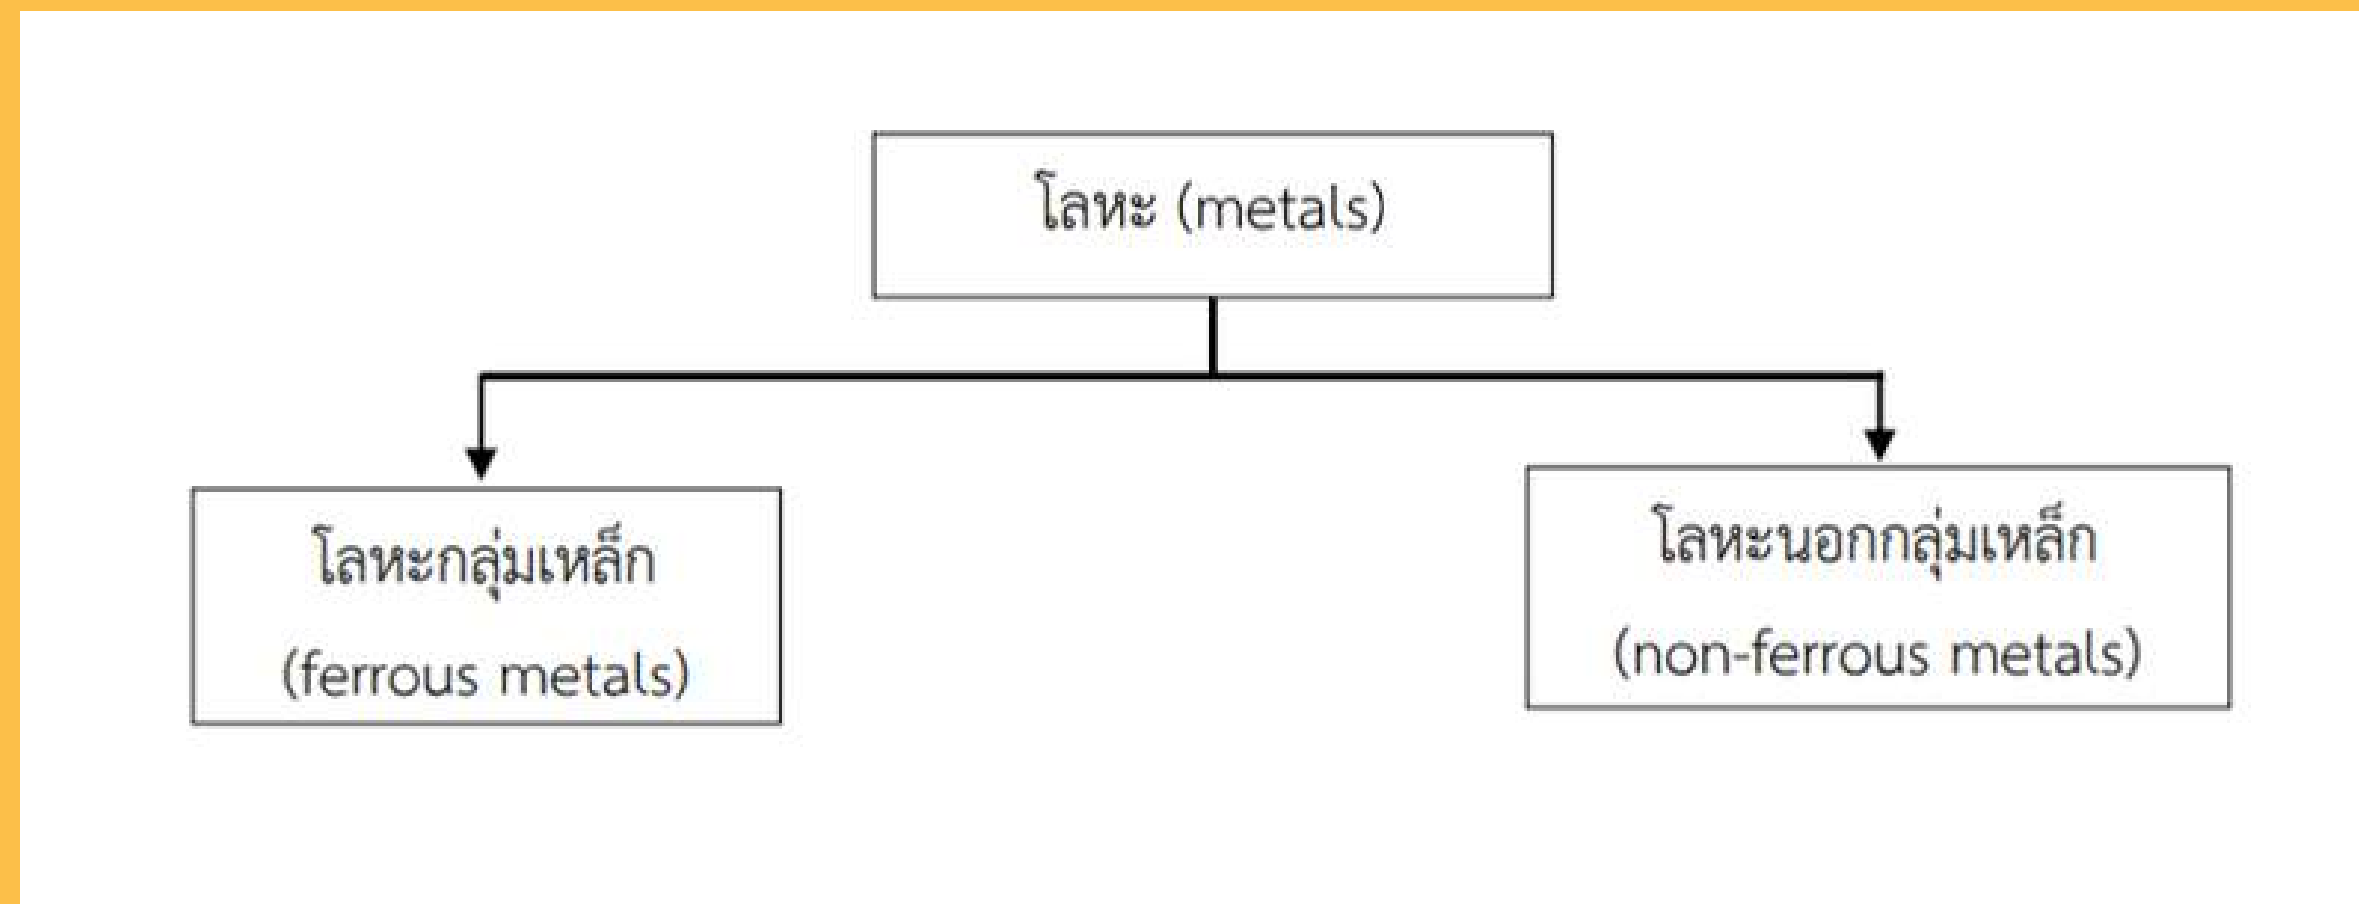 โลหะ (metals)
โลหะกลุ่มเหล็ก
(ferrous metals)
โลหะนอกกลุ่มเหล็ก
(non-ferrous metals)